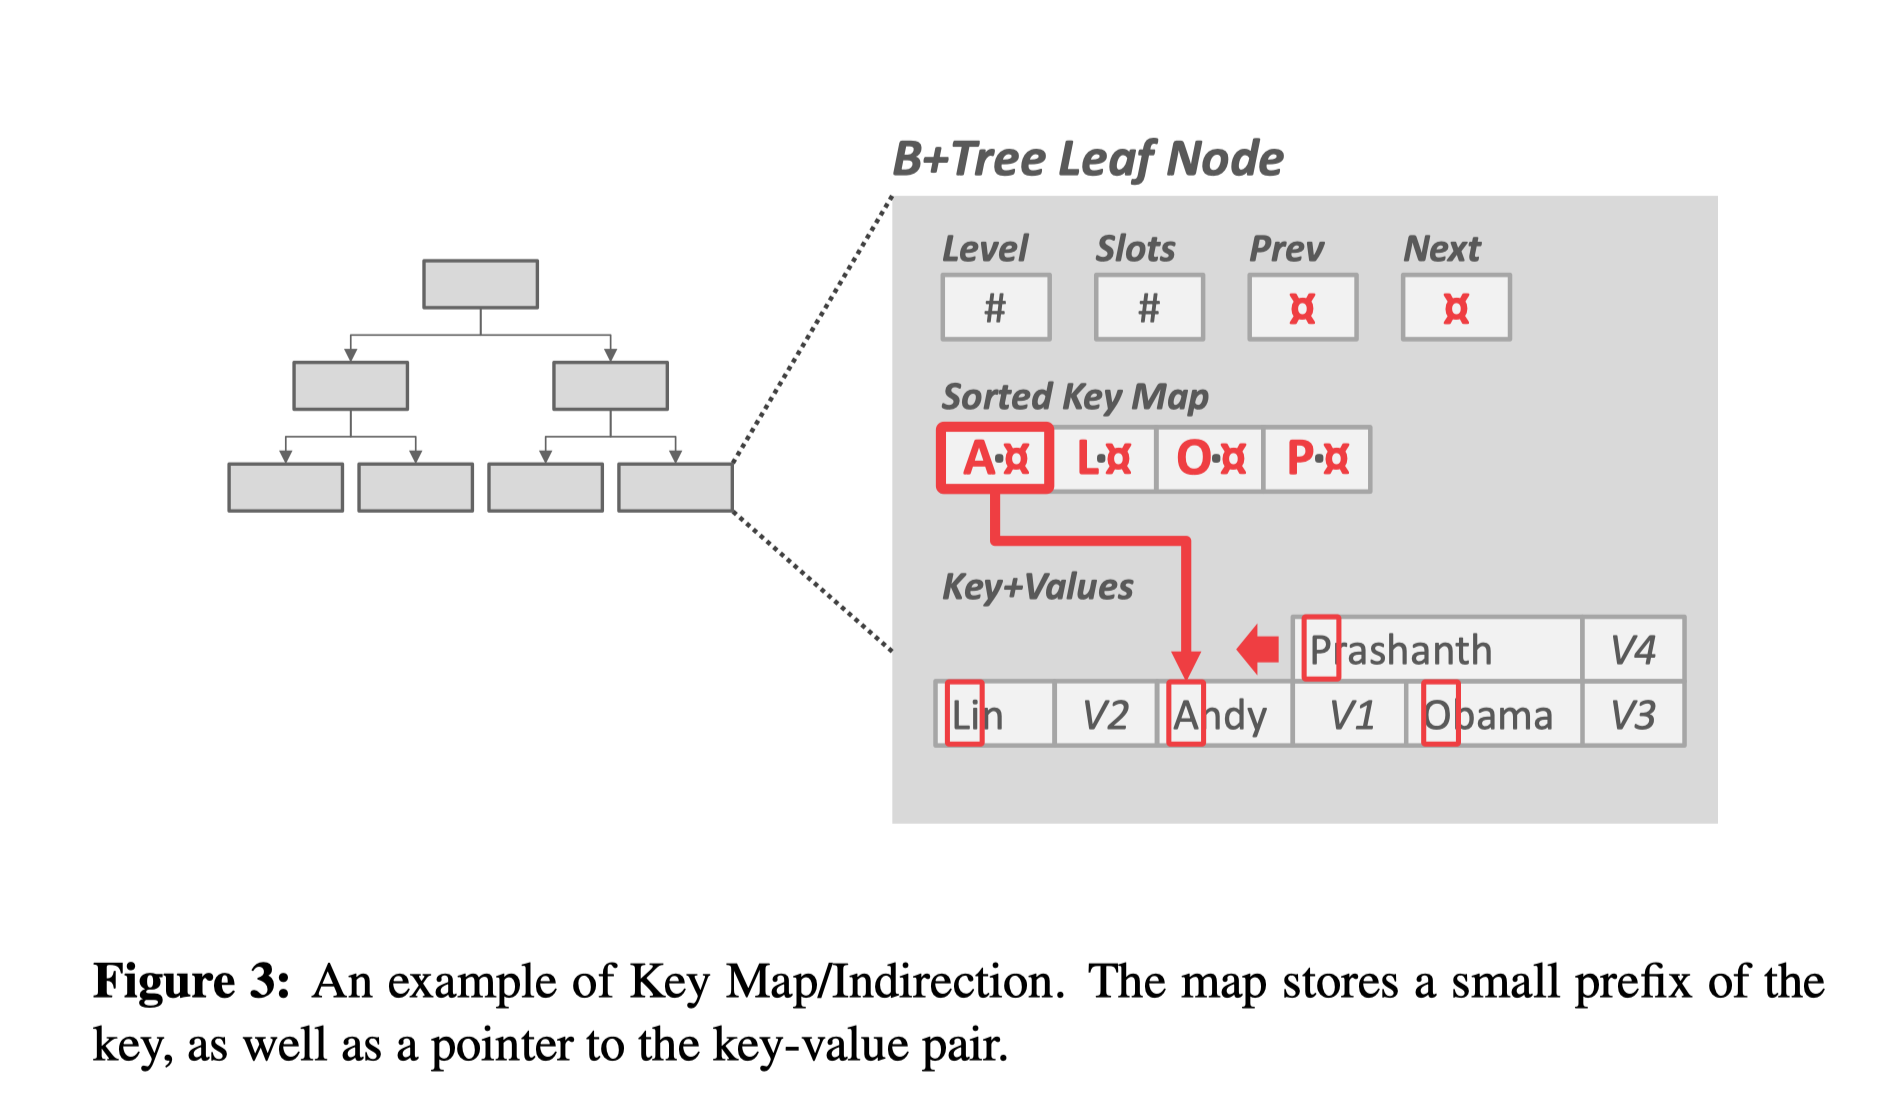 B+Tree Leaf Node
Level Slots Prev Next
# # ¤ ¤
Sorted Key Map
A·¤ L·¤ O·¤ P·¤
Key+Values
Prashanth V4
Lin V2 Andy V1 Obama V3
Figure 3: An example of Key Map/Indirection. The map stores a small prefix of the
key, as well as a pointer to the key-value pair.